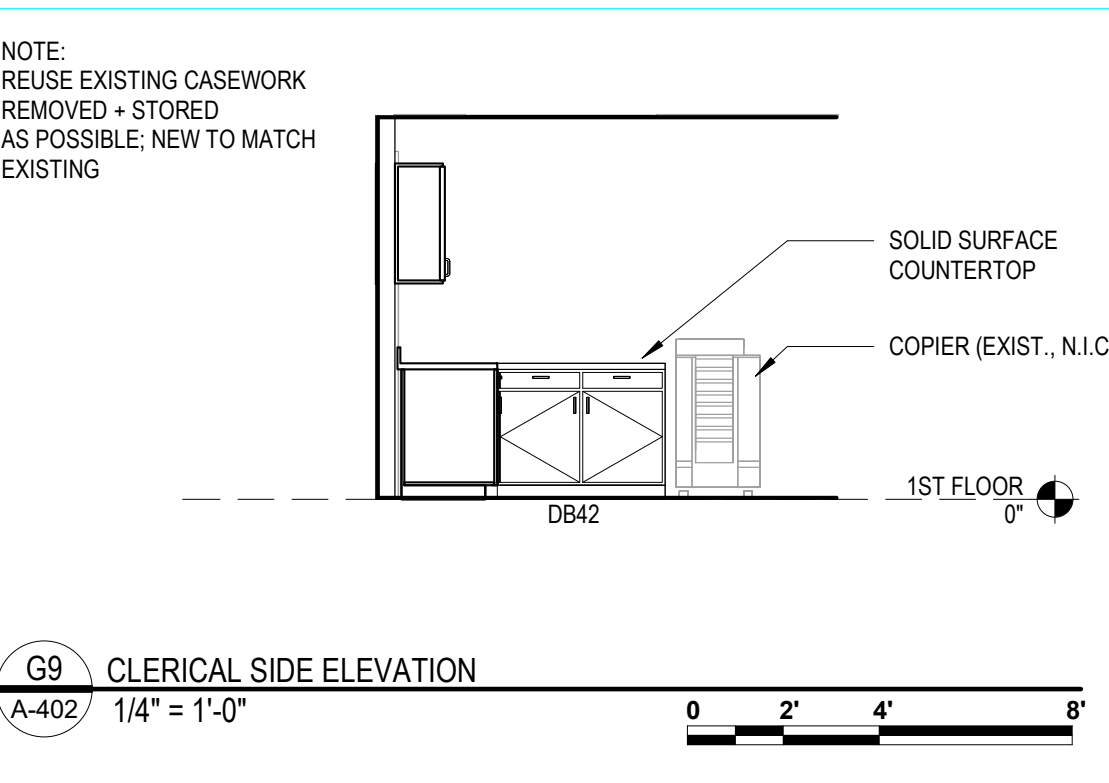 NOTE:
REUSE EXISTING CASEWORK
REMOVED + STORED
AS POSSIBLE; NEW TO MATCH
EXISTING
SOLID SURFACE
COUNTERTOP
COPIER (EXIST., N.I.C
1ST FLOOR
0"
DB42
G9
A-402
CLERICAL SIDE ELEVATION
1/4" = 1'-0"
0 2' 4' 8'